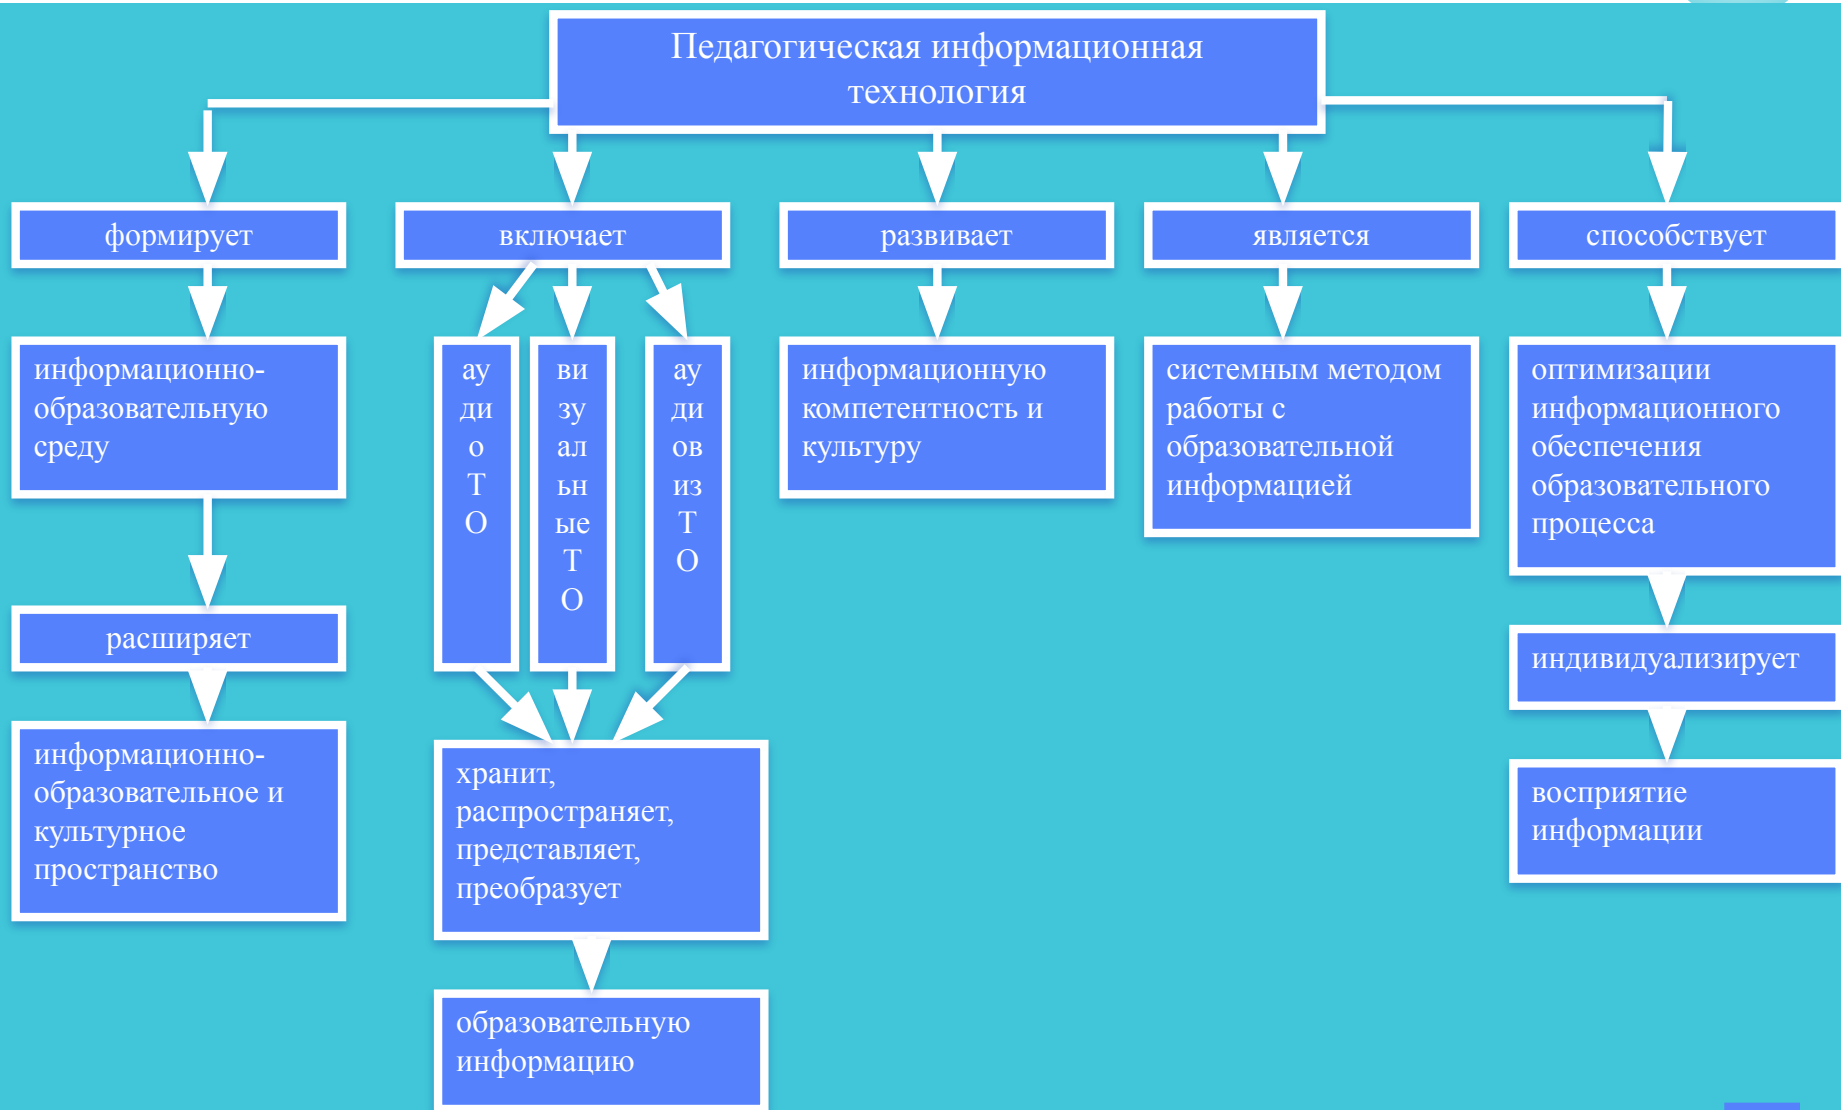 Педагогическая информационная
технология
формирует
включает
развивает
является
способствует
информационно-
образовательную
среду
ау
ди
о
Т
О
ви
зу
ал
ьн
ые
Т
О
ау
ди
ов
из
Т
О
информационную
компетентность и
культуру
системным методом
работы с
образовательной
информацией
оптимизации
информационного
обеспечения
образовательного
процесса
расширяет
индивидуализирует
информационно-
образовательное и
культурное
пространство
хранит,
распространяет,
представляет,
преобразует
восприятие
информации
образовательную
информацию